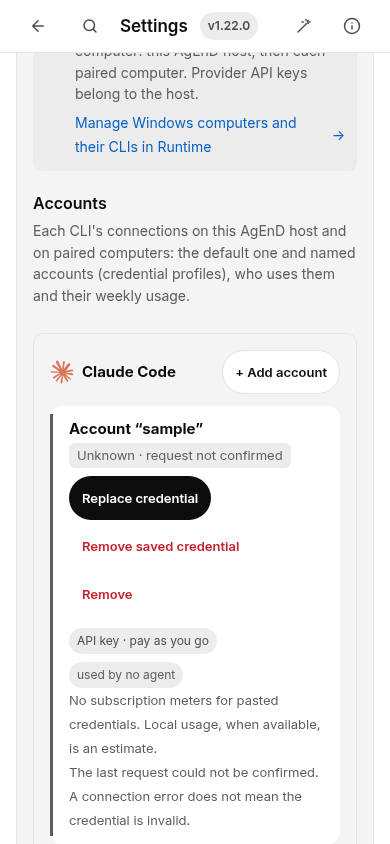 Settings
v1.22.0
computer: this AgEnD host, then each
paired computer. Provider API keys
belong to the host.
Manage Windows computers and
their CLIs in Runtime
→
Accounts
Each CLI's connections on this AgEnD host and
on paired computers: the default one and named
accounts (credential profiles), who uses them
and their weekly usage.
Claude Code
+ Add account
Account “sample”
Unknown · request not confirmed
Replace credential
Remove saved credential
Remove
API key · pay as you go
used by no agent
No subscription meters for pasted
credentials. Local usage, when available,
is an estimate.
The last request could not be confirmed.
A connection error does not mean the
credential is invalid.